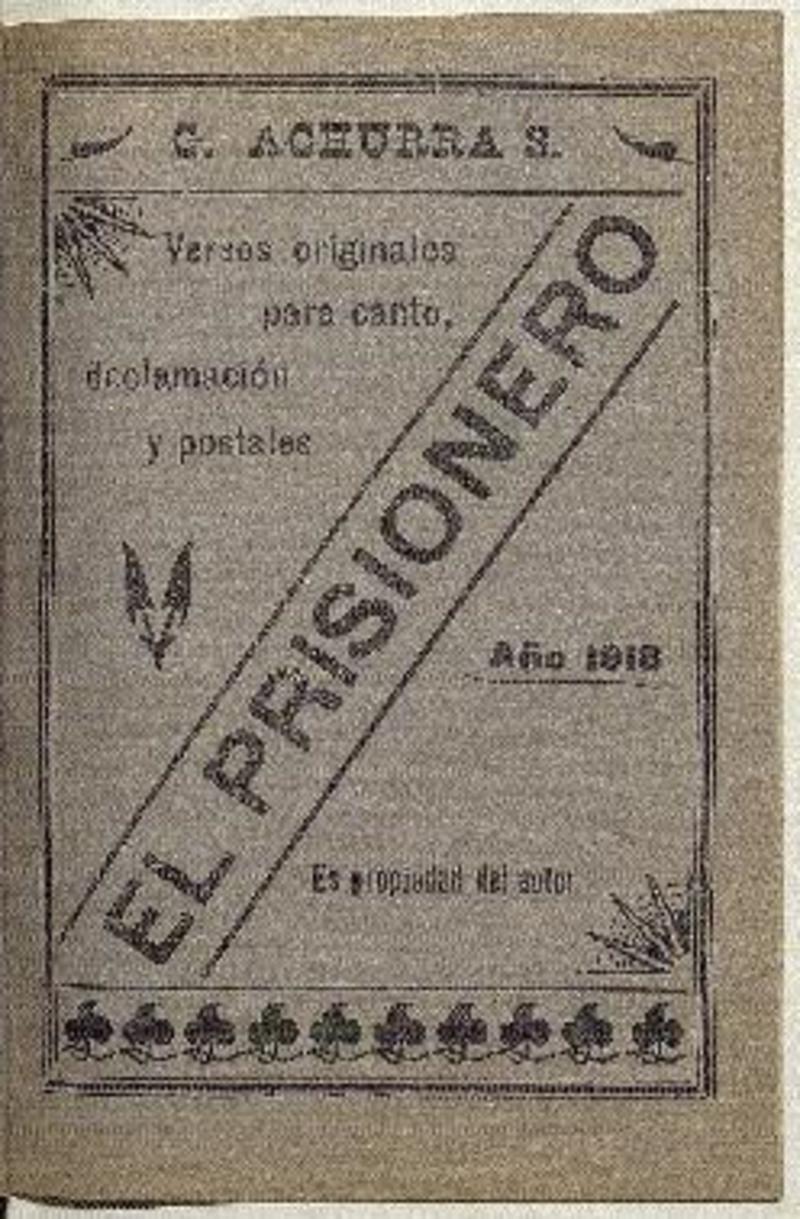 C. ACHURRA S.
Versos originales
para canto,
declamación
y postales
EL PRISIONERO
Año 1918
Es propiedad del autor